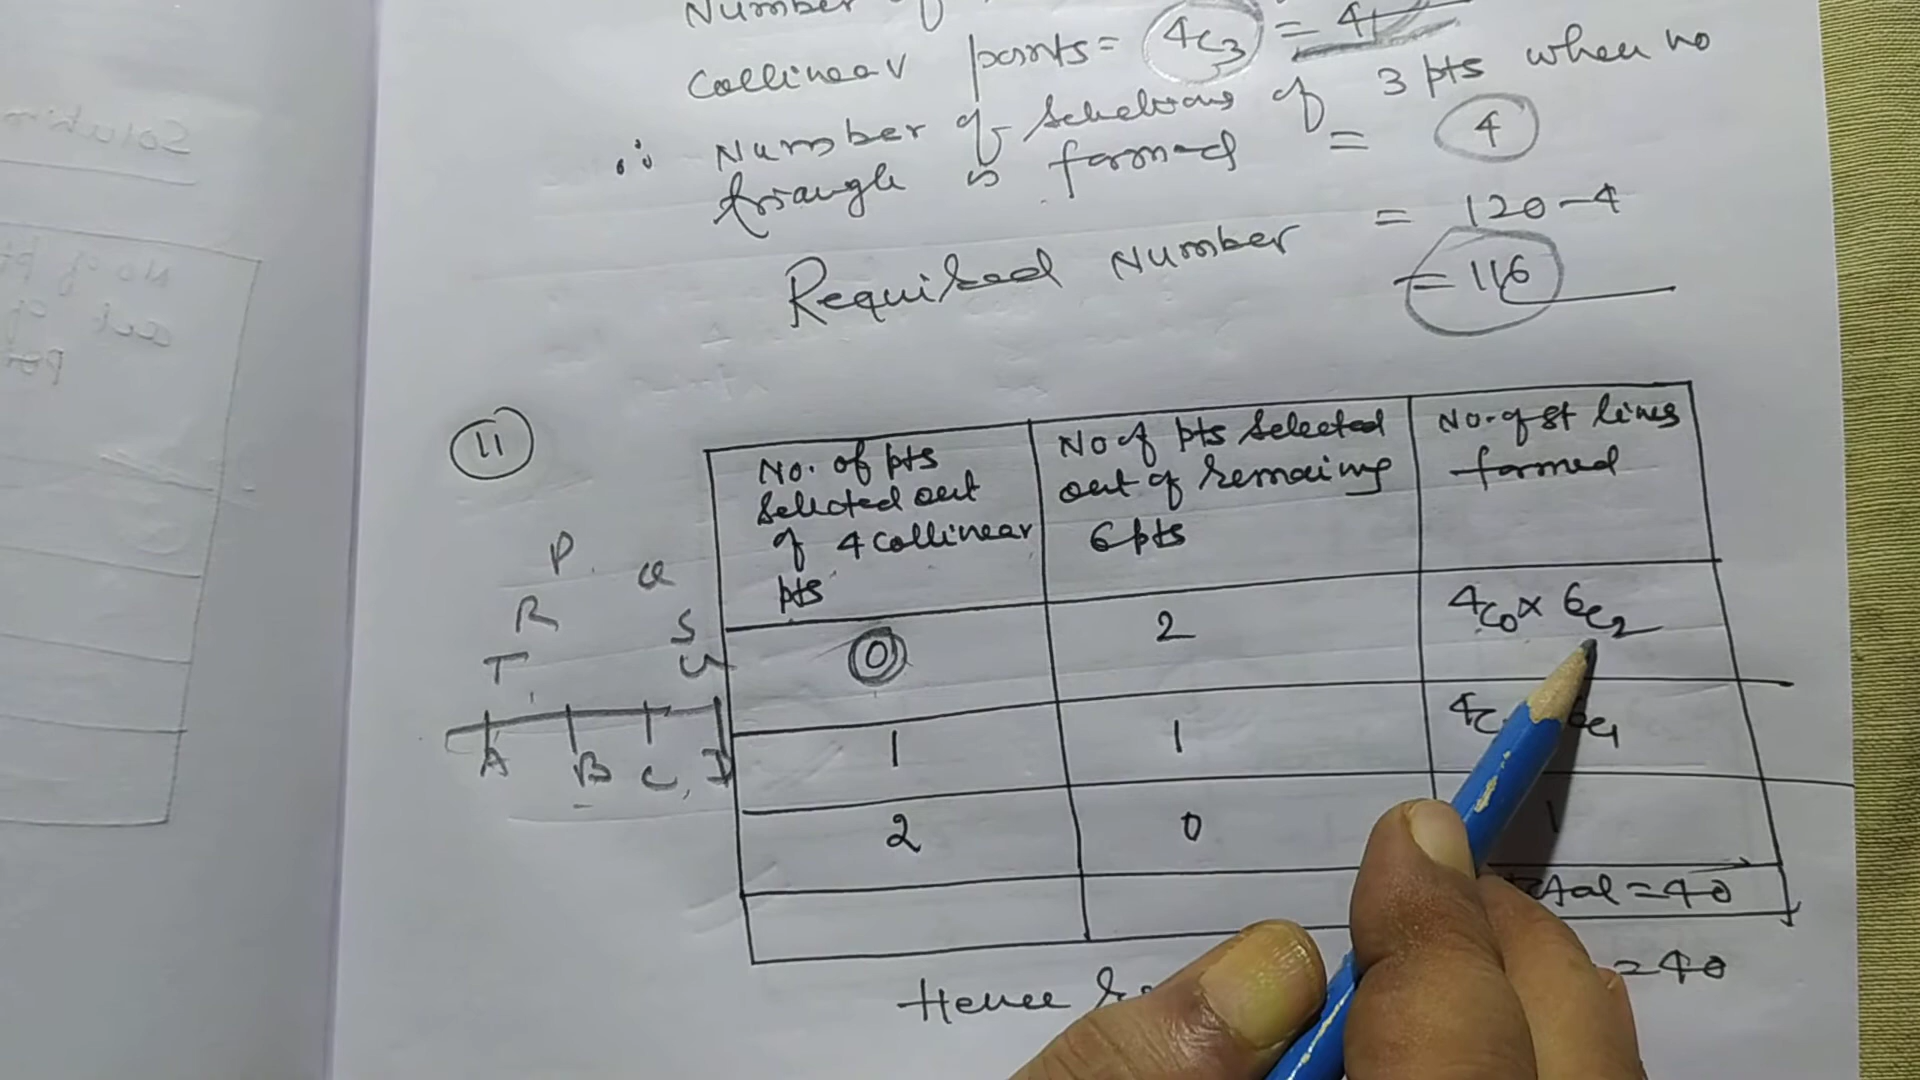 Number of
Collinear points = 4C3 = 4
∴ Number of selections of 3 pts when no
triangle is formed = 4
Required Number = 120-4
= 116
11
No. of pts
selected out
of 4 collinear
pts
No of pts selected
out of remaing
6 pts
No. of st lines
formed
0
2
4C0 x 6C2
1
1
4C 6C1
2
0
1
total = 40
Hence
= 40
P Q
R S
T U
A B C D